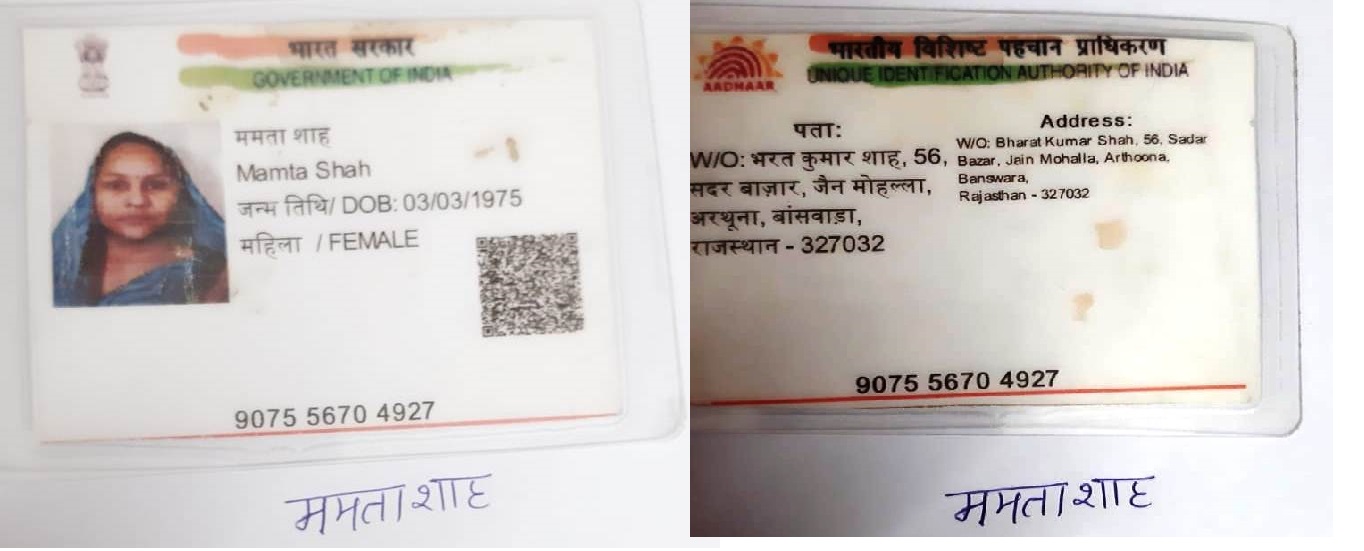 भारत सरकार
GOVERNMENT OF INDIA
ममता शाह
Mamta Shah
जन्म तिथि/ DOB: 03/03/1975
महिला / FEMALE
9075 5670 4927
ममता शाह
भारतीय विशिष्ट पहचान प्राधिकरण
UNIQUE IDENTIFICATION AUTHORITY OF INDIA
AADHAAR
पता:
W/O: भरत कुमार शाह, 56,
सदर बाज़ार, जैन मोहल्ला,
अरथूना, बांसवाड़ा,
राजस्थान - 327032
Address:
W/O: Bharat Kumar Shah, 56, Sadar
Bazar, Jain Mohalla, Arthoona,
Banswara,
Rajasthan - 327032
9075 5670 4927
ममता शाह